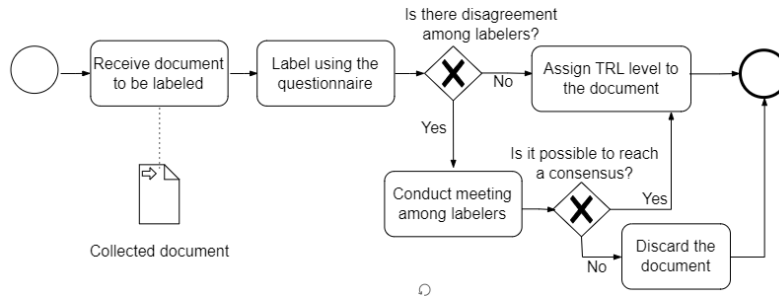 Is there disagreement
among labelers?
Receive document
to be labeled
Label using the
questionnaire
Assign TRL level to
the document
No
Yes
Is it possible to reach
a consensus?
Conduct meeting
among labelers
Yes
No
Discard the
document
Collected document